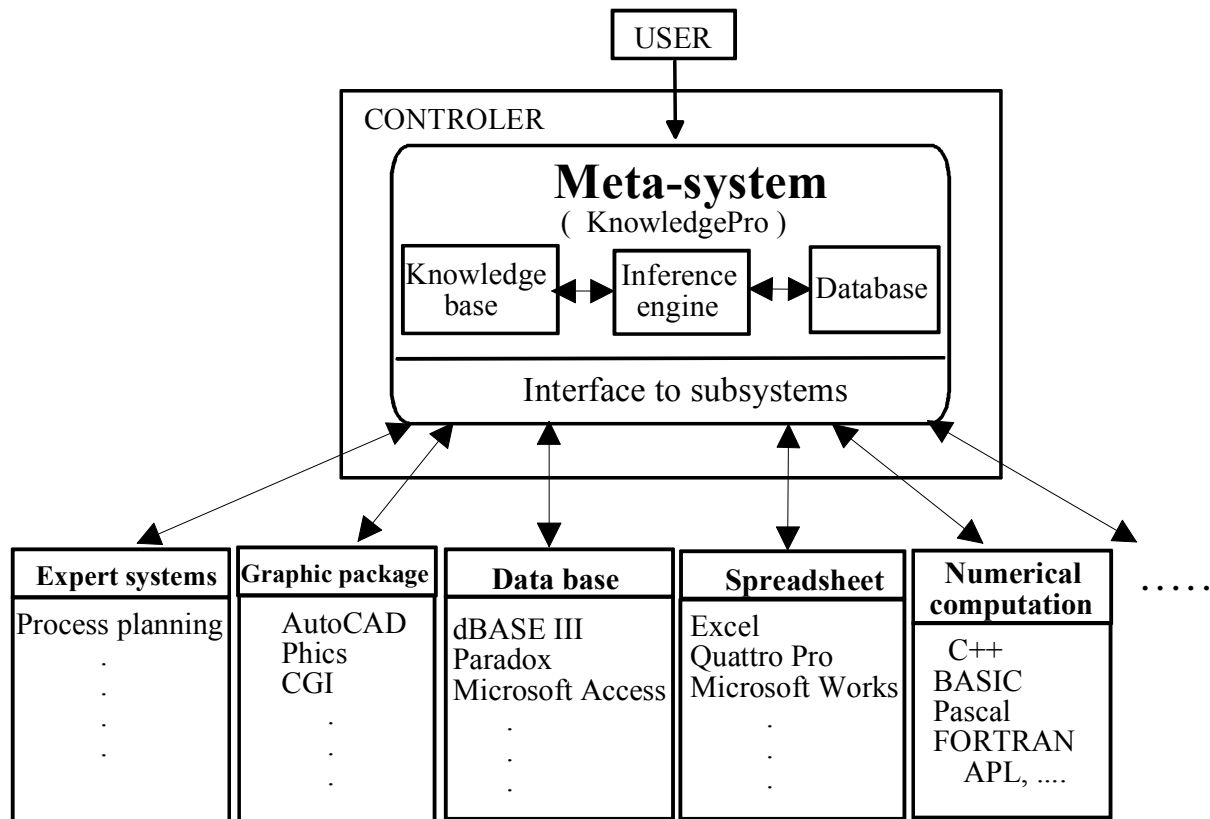 USER
CONTROLER
Meta-system
( KnowledgePro )
Knowledge
base
Inference
engine
Database
Interface to subsystems
Expert systems
Process planning
.
.
.
.
Graphic package
AutoCAD
Phics
CGI
.
.
.
Data base
dBASE III
Paradox
Microsoft Access
.
.
.
Spreadsheet
Excel
Quattro Pro
Microsoft Works
.
.
.
Numerical
computation
C++
BASIC
Pascal
FORTRAN
APL, ....
.....